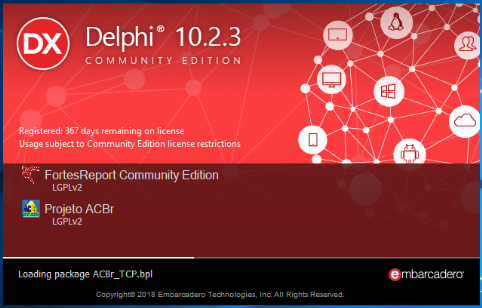 DX
Delphi® 10.2.3
COMMUNITY EDITION
Registered: 367 days remaining on license
Usage subject to Community Edition license restrictions
FortesReport Community Edition
LGPLv2
Projeto ACBr
LGPLv2
Loading package ACBr_TCP.bpl
embarcadero®
Copyright© 2018 Embarcadero Technologies, Inc. All Rights Reserved.